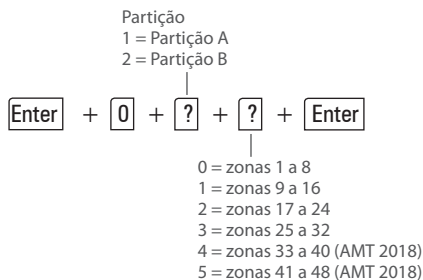 Partição
1 = Partição A
2 = Partição B
Enter + 0 + ? + ? + Enter
0 = zonas 1 a 8
1 = zonas 9 a 16
2 = zonas 17 a 24
3 = zonas 25 a 32
4 = zonas 33 a 40 (AMT 2018)
5 = zonas 41 a 48 (AMT 2018)